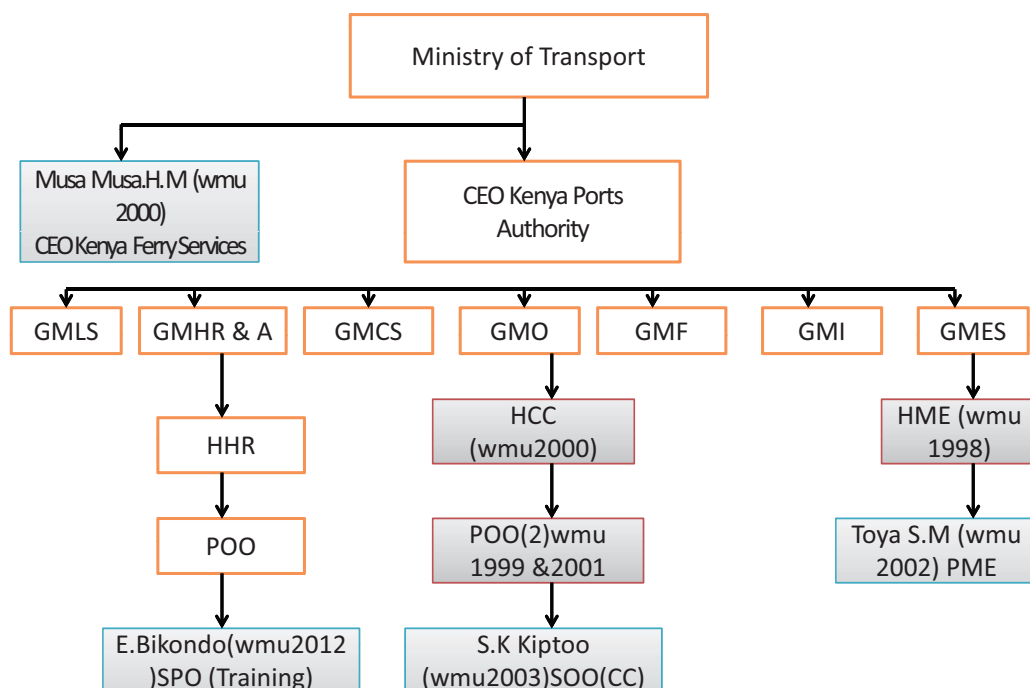 Ministry of Transport
Musa Musa.H.M (wmu
2000)
CEO Kenya Ferry Services
CEO Kenya Ports
Authority
GMLS
GMHR & A
GMCS
GMO
GMF
GMI
GMES
HHR
HCC
(wmu2000)
HME (wmu
1998)
POO
POO(2)wmu
1999 &2001
Toya S.M (wmu
2002) PME
E.Bikondo(wmu2012
)SPO (Training)
S.K Kiptoo
(wmu2003)SOO(CC)